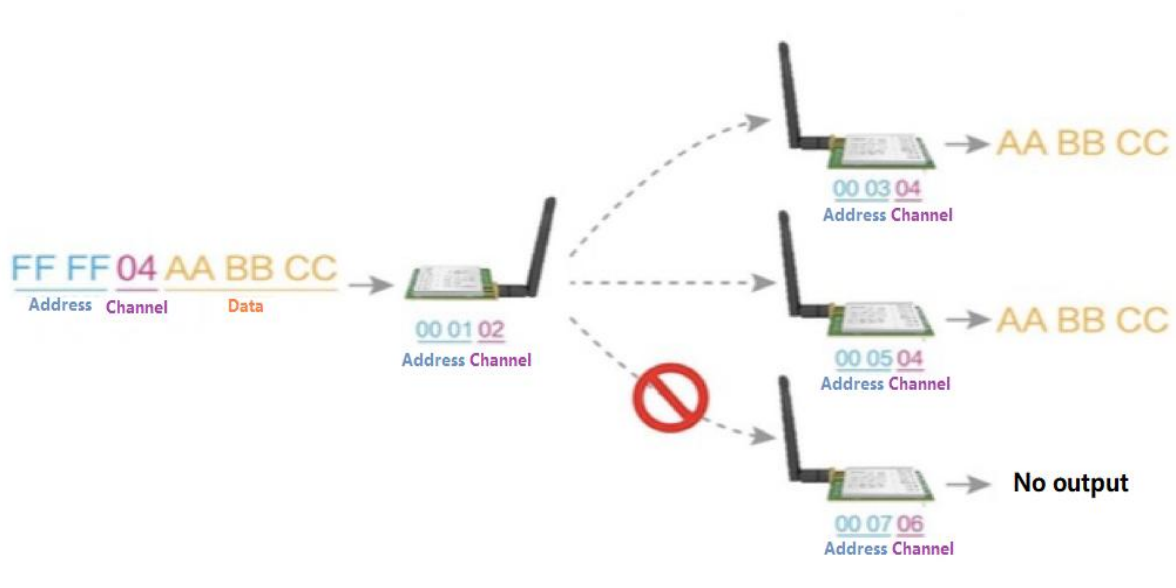 FF FF 04 AA BB CC
Address Channel Data
00 01 02
Address Channel
00 03 04
Address Channel
AA BB CC
00 05 04
Address Channel
AA BB CC
00 07 06
Address Channel
No output